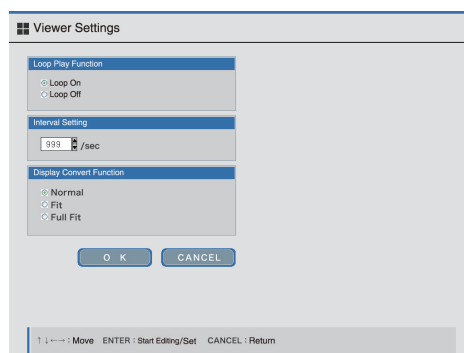 Viewer Settings
Loop Play Function
Loop On
Loop Off
Interval Setting
999 /sec
Display Convert Function
Normal
Fit
Full Fit
O K CANCEL
↑↓←→ : Move ENTER : Start Editing/Set CANCEL : Return